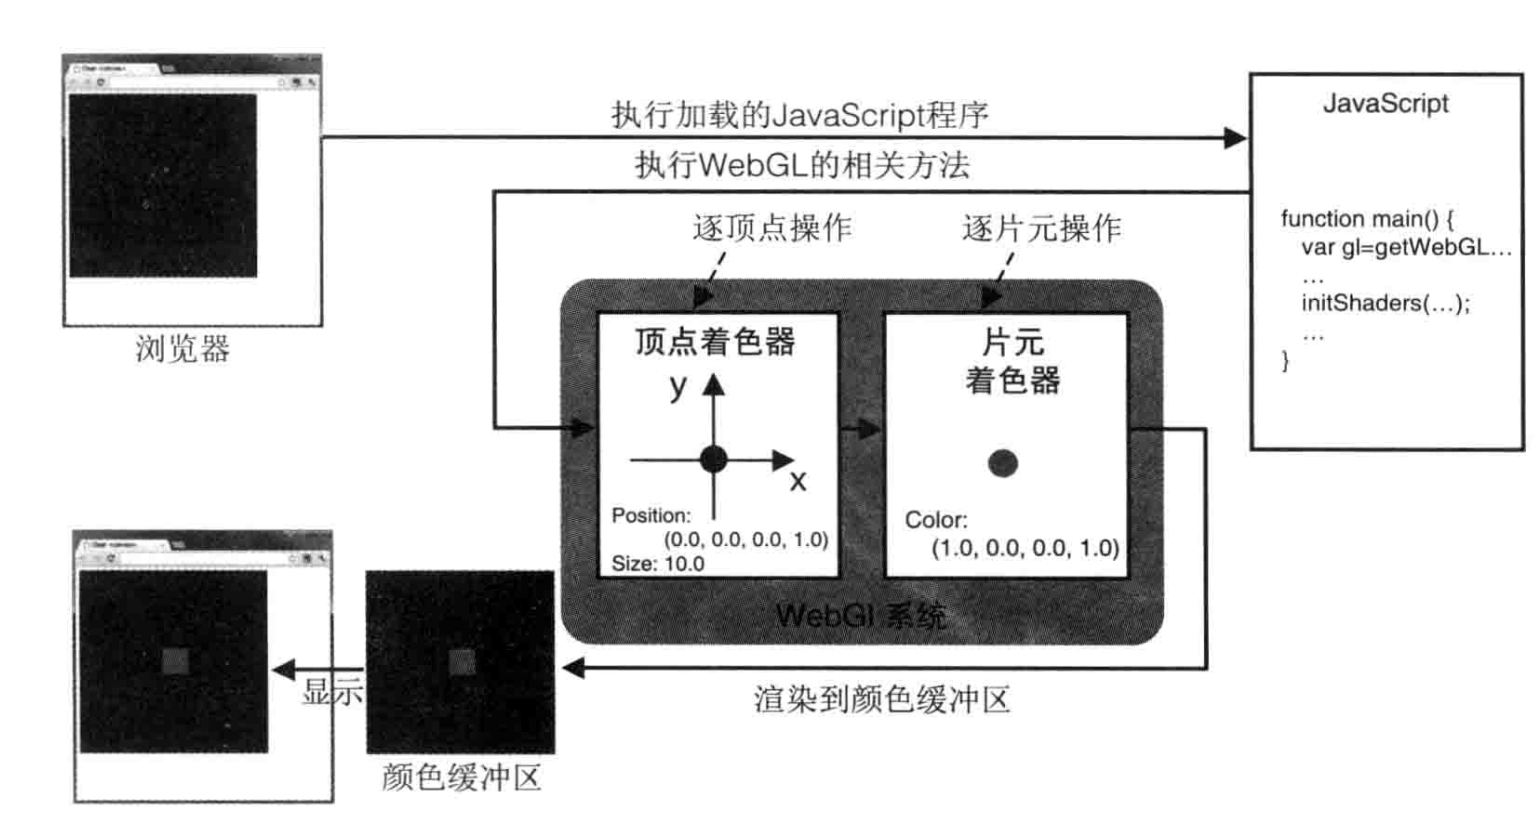 执行加载的JavaScript程序
JavaScript
执行WebGL的相关方法
逐顶点操作
逐片元操作
function main() {
var gl=getWebGL…
…
initShaders(…);
…
}
浏览器
顶点着色器
y
x
Position:
(0.0, 0.0, 0.0, 1.0)
Size: 10.0
片元
着色器
Color:
(1.0, 0.0, 0.0, 1.0)
WebGl 系统
显示
渲染到颜色缓冲区
颜色缓冲区